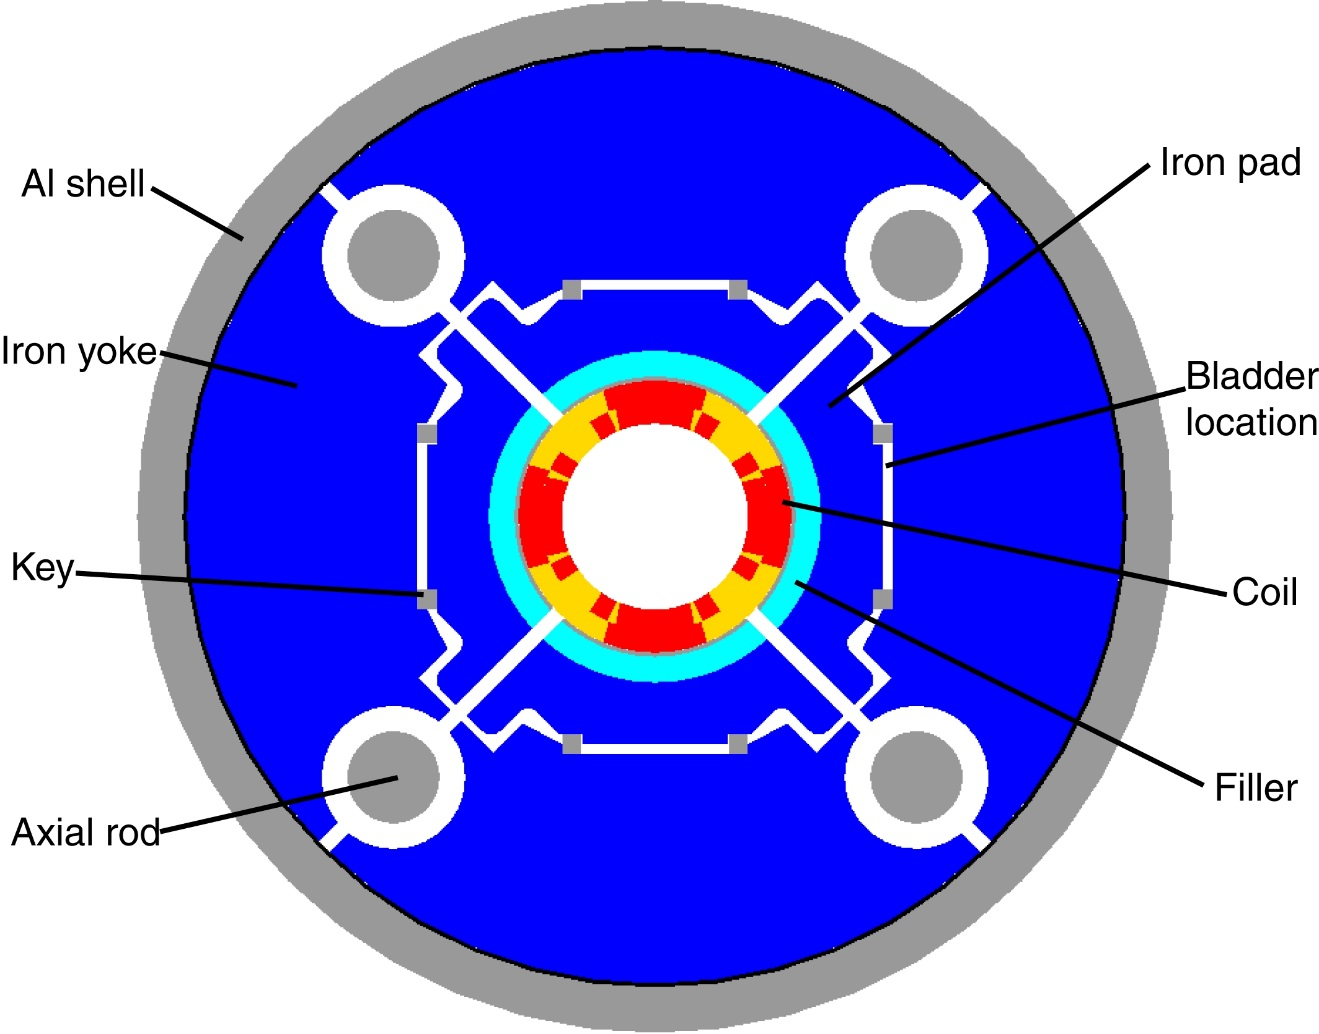 Iron pad
Al shell
Iron yoke
Bladder
location
Key
Coil
Filler
Axial rod